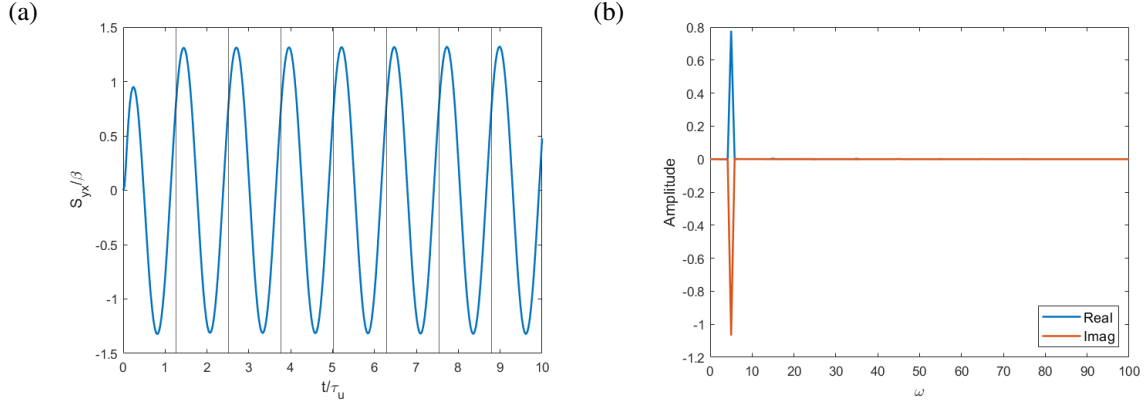 (a)
1.5
1
0.5
0
-0.5
-1
-1.5
S_yx/β
0 1 2 3 4 5 6 7 8 9 10
t/τ_u
(b)
0.8
0.6
0.4
0.2
0
-0.2
-0.4
-0.6
-0.8
-1
-1.2
Amplitude
Real
Imag
0 10 20 30 40 50 60 70 80 90 100
ω